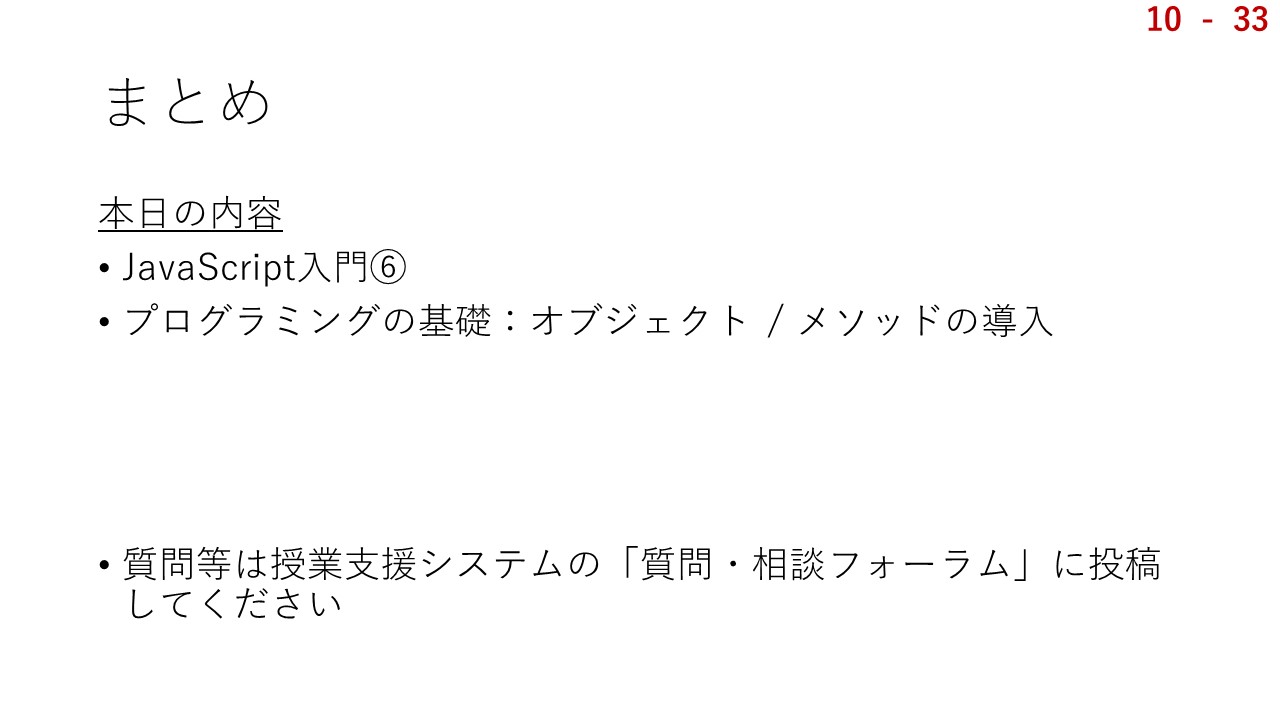 10 - 33
まとめ
本日の内容
• JavaScript入門⑥
• プログラミングの基礎：オブジェクト / メソッドの導入
• 質問等は授業支援システムの「質問・相談フォーラム」に投稿
してください